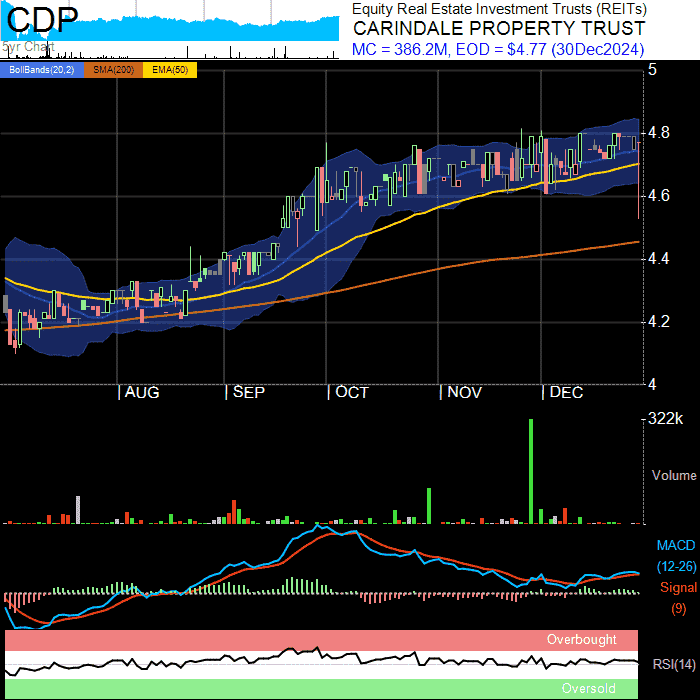 CDP
5yr Chart
Equity Real Estate Investment Trusts (REITs)
CARINDALE PROPERTY TRUST
MC = 386.2M, EOD = $4.77 (30Dec2024)
BollBands(20,2) SMA(200) EMA(50)
5
4.8
4.6
4.4
4.2
4
AUG SEP OCT NOV DEC
322k
Volume
MACD
(12-26)
Signal
(9)
Overbought
RSI(14)
Oversold